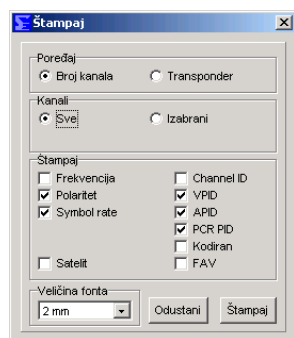 Štampaj
Poređaj
Broj kanala Transponder
Kanali
Sve Izabrani
Štampaj
Frekvencija Channel ID
Polaritet VPID
Symbol rate APID
PCR PID
Kodiran
Satelit FAV
Veličina fonta
2 mm Odustani Štampaj